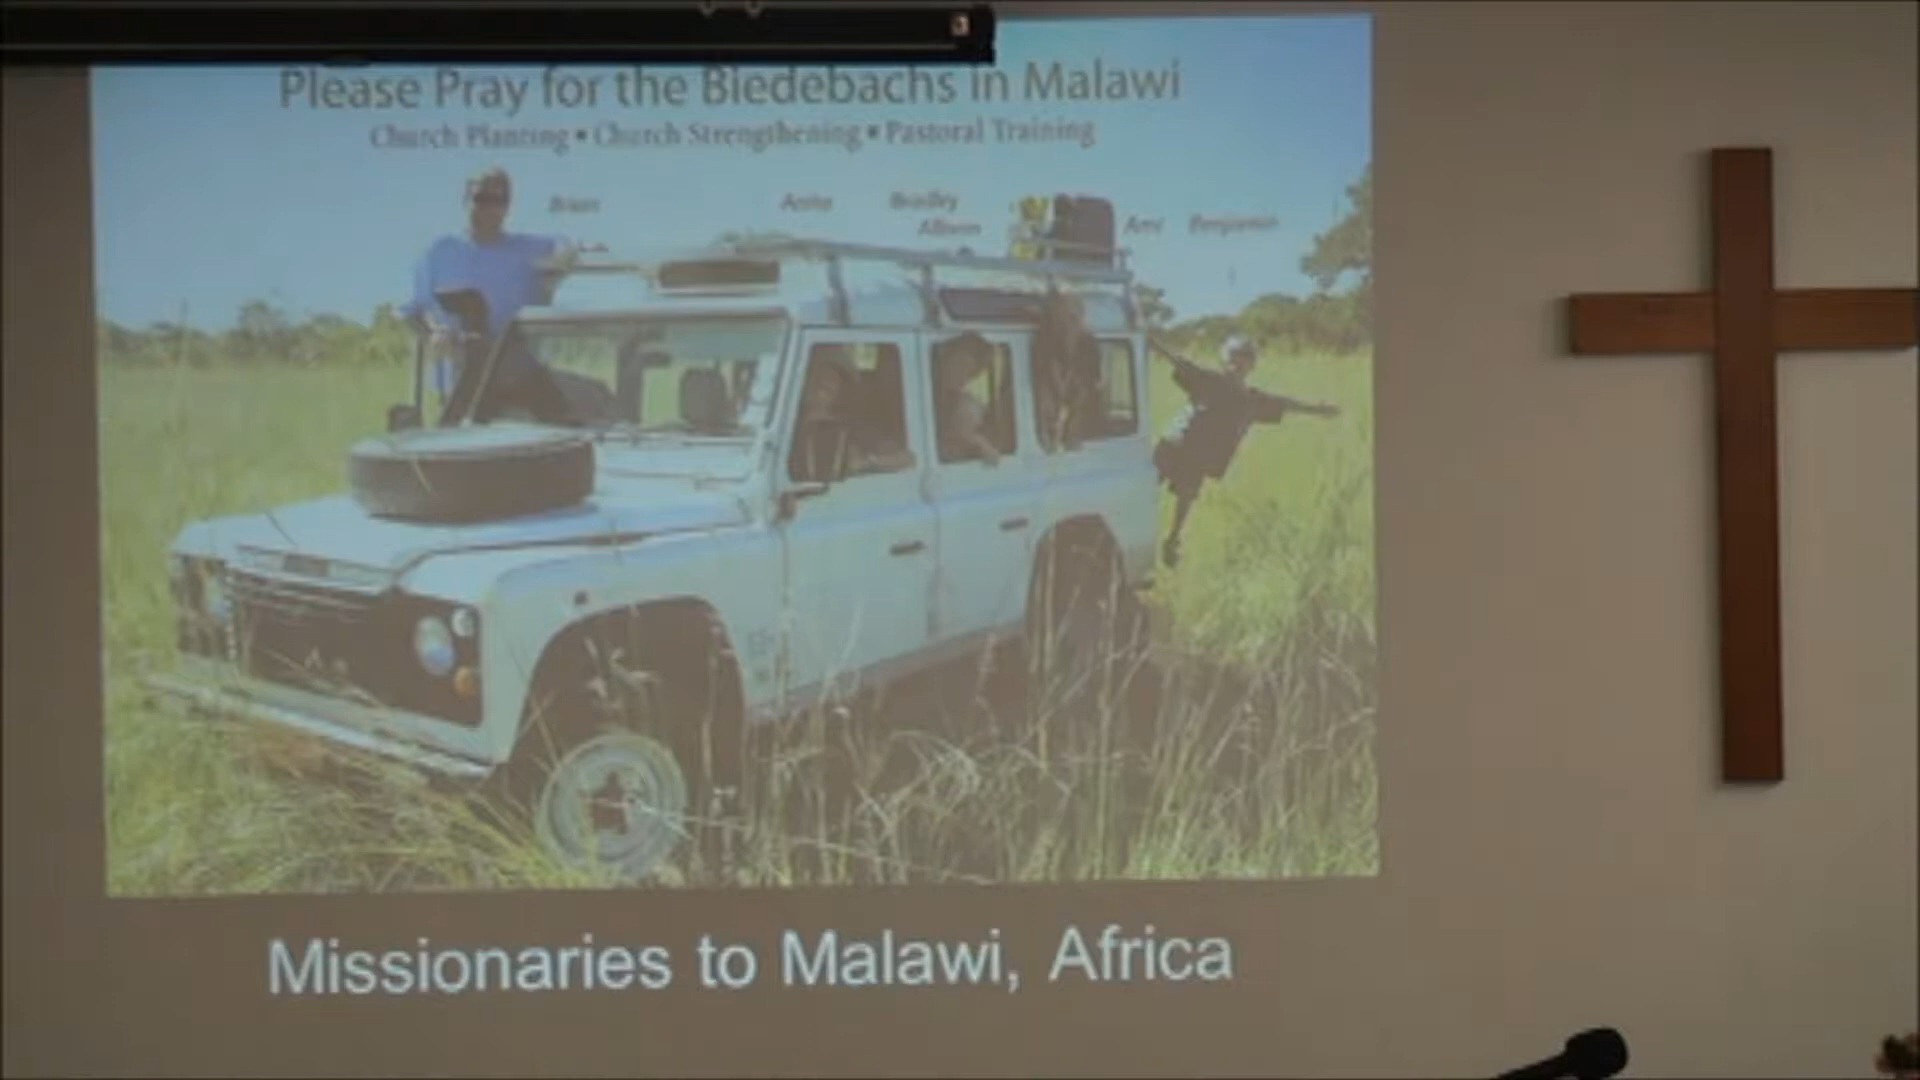 Please Pray for the Biedebachs in Malawi
Church Planting ▪ Church Strengthening ▪ Pastoral Training
Brian Anita Bradley
Allison Ami Benjamin
Missionaries to Malawi, Africa